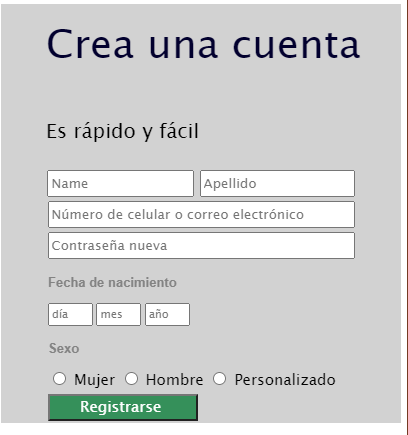 Crea una cuenta
Es rápido y fácil
Name Apellido
Número de celular o correo electrónico
Contraseña nueva
Fecha de nacimiento
día mes año
Sexo
Mujer Hombre Personalizado
Registrarse